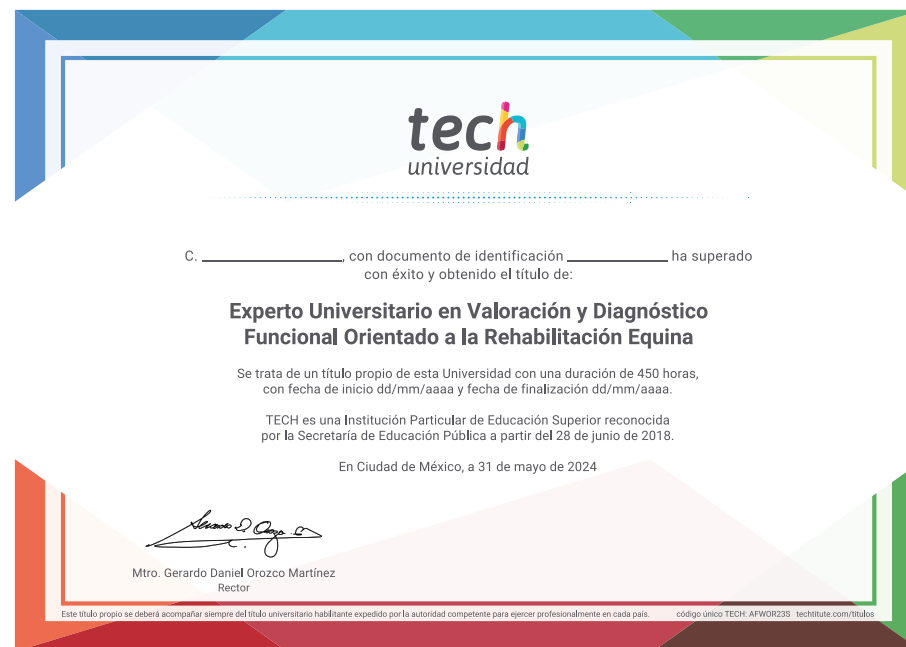 tech
universidad
C. ____________________, con documento de identificación ______________ ha superado
con éxito y obtenido el título de:
Experto Universitario en Valoración y Diagnóstico
Funcional Orientado a la Rehabilitación Equina
Se trata de un título propio de esta Universidad con una duración de 450 horas,
con fecha de inicio dd/mm/aaaa y fecha de finalización dd/mm/aaaa.
TECH es una Institución Particular de Educación Superior reconocida
por la Secretaría de Educación Pública a partir del 28 de junio de 2018.
En Ciudad de México, a 31 de mayo de 2024
Mtro. Gerardo Daniel Orozco Martínez
Rector
Este título propio se deberá acompañar siempre del título universitario habilitante expedido por la autoridad competente para ejercer profesionalmente en cada país. código único TECH: AFWOR23S techtitute.com/titulos